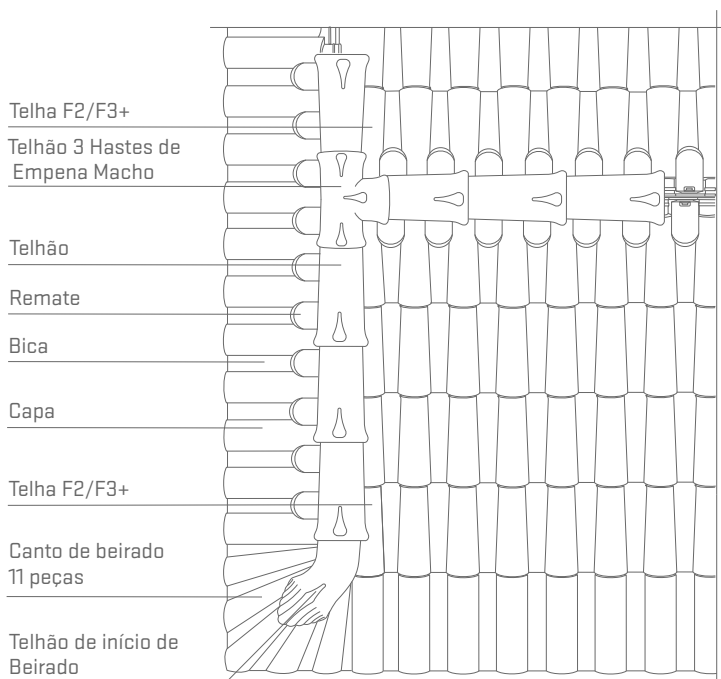 Telha F2/F3+
Telhão 3 Hastes de
Empena Macho
Telhão
Remate
Bica
Capa
Telha F2/F3+
Canto de beirado
11 peças
Telhão de início de
Beirado